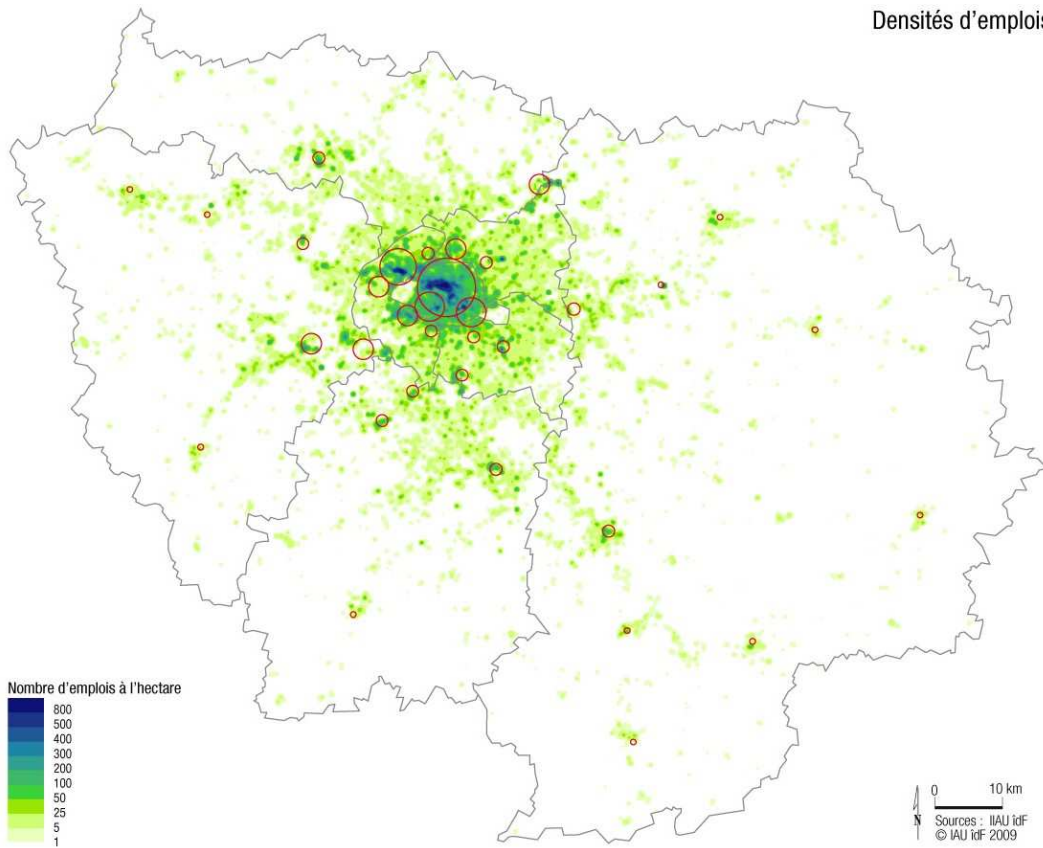 Densités d'emplois
Nombre d'emplois à l'hectare
800
500
400
300
200
100
50
25
5
1
0 10 km
N
Sources : IIAU îdF
© IAU îdF 2009